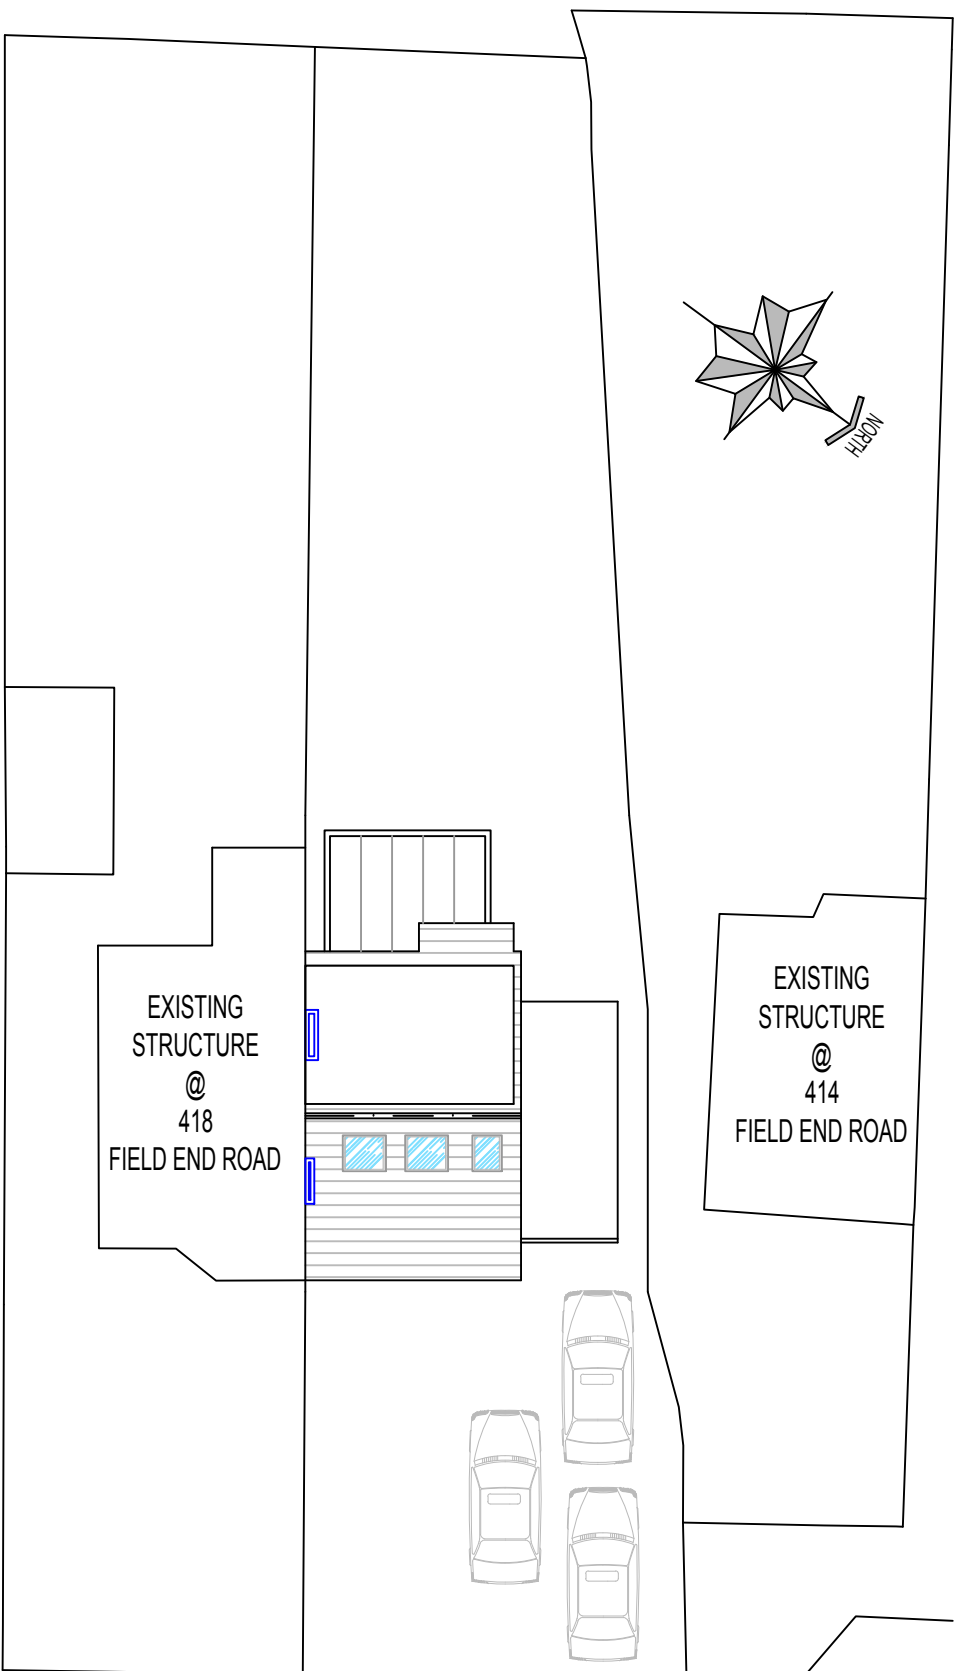 NORTH
EXISTING
STRUCTURE
@
418
FIELD END ROAD
EXISTING
STRUCTURE
@
414
FIELD END ROAD